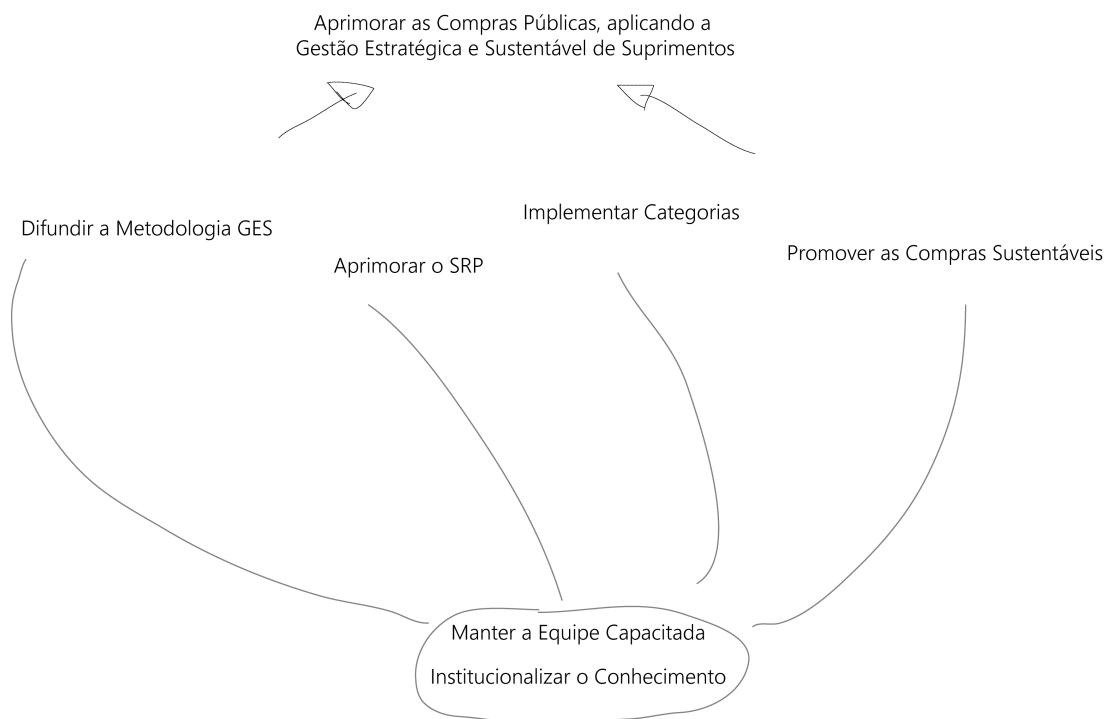 Aprimorar as Compras Públicas, aplicando a
Gestão Estratégica e Sustentável de Suprimentos
Difundir a Metodologia GES
Aprimorar o SRP
Implementar Categorias
Promover as Compras Sustentáveis
Manter a Equipe Capacitada
Institucionalizar o Conhecimento